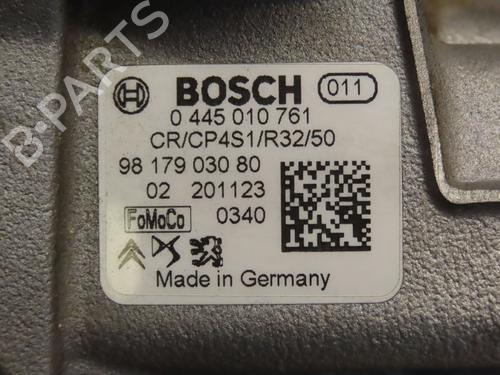 B-PARTS
BOSCH 011
0 445 010 761
CR/CP4S1/R32/50
98 179 030 80
02 201123
FoMoCo 0340
DS
Made in Germany